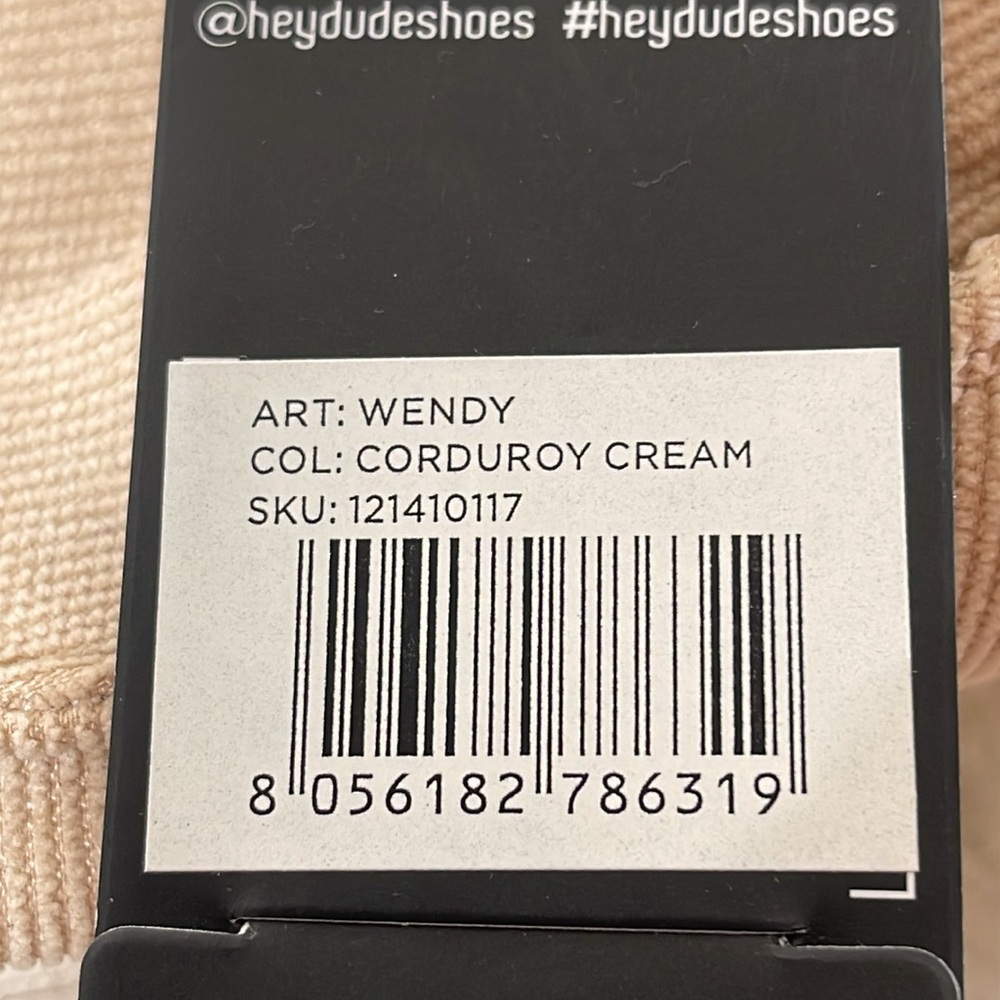 @heydudeshoes #heydudeshoes
ART: WENDY
COL: CORDUROY CREAM
SKU: 121410117
8 056182 786319